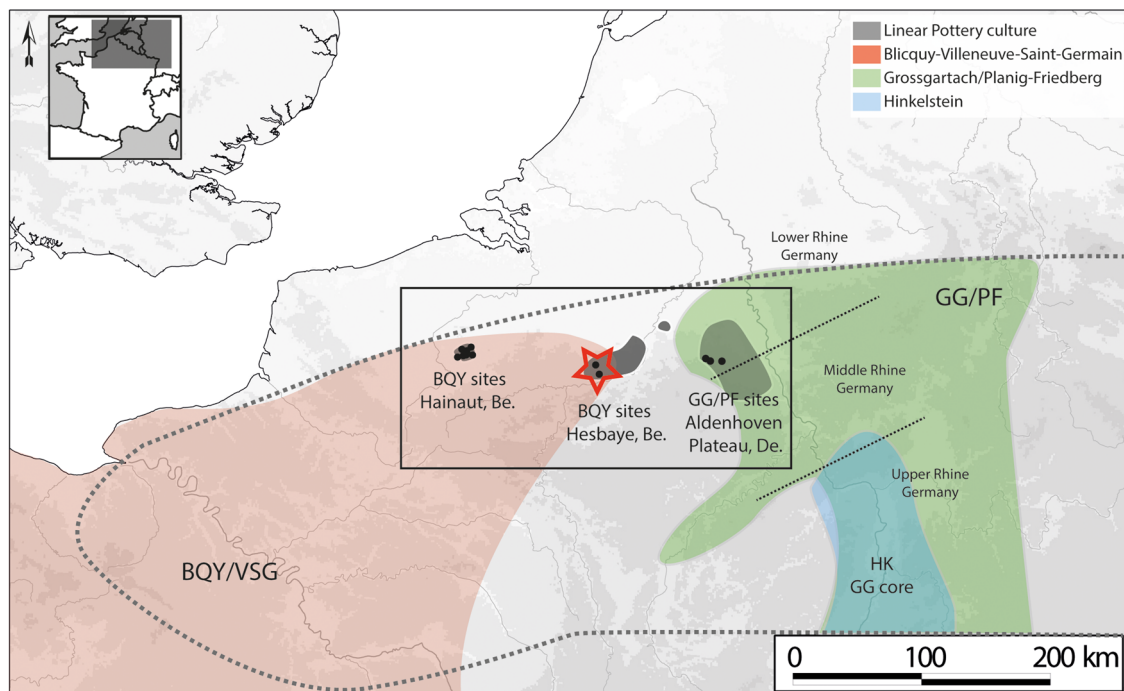 Linear Pottery culture
Blicquy-Villeneuve-Saint-Germain
Grossgartach/Planig-Friedberg
Hinkelstein
Lower Rhine
Germany
GG/PF
BQY sites
Hainaut, Be.
BQY sites
Hesbaye, Be.
GG/PF sites
Aldenhoven
Plateau, De.
Middle Rhine
Germany
Upper Rhine
Germany
BQY/VSG
HK
GG core
0 100 200 km